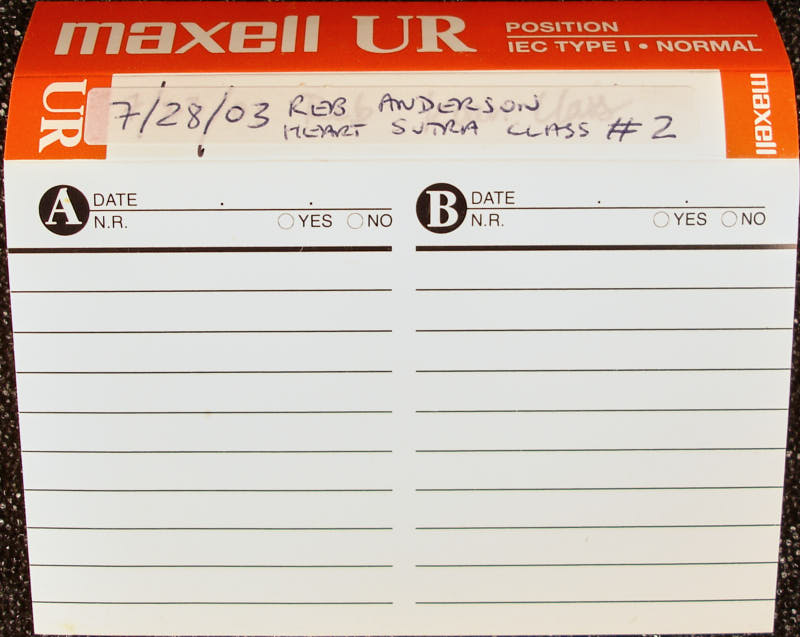 maxell UR POSITION
IEC TYPE I • NORMAL
UR
7/28/03 REB ANDERSON
HEART SUTRA CLASS #2
maxell
A DATE . .
N.R. YES NO
B DATE . .
N.R. YES NO